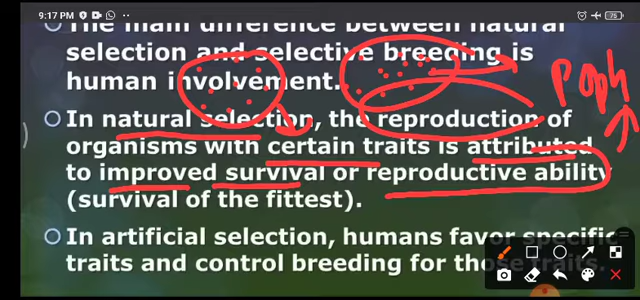 9:17 PM
75
The main difference between natural
selection and selective breeding is
human involvement.
In natural selection, the reproduction of
organisms with certain traits is attributed
to improved survival or reproductive ability
(survival of the fittest).
In artificial selection, humans favor specific
traits and control breeding for those traits.